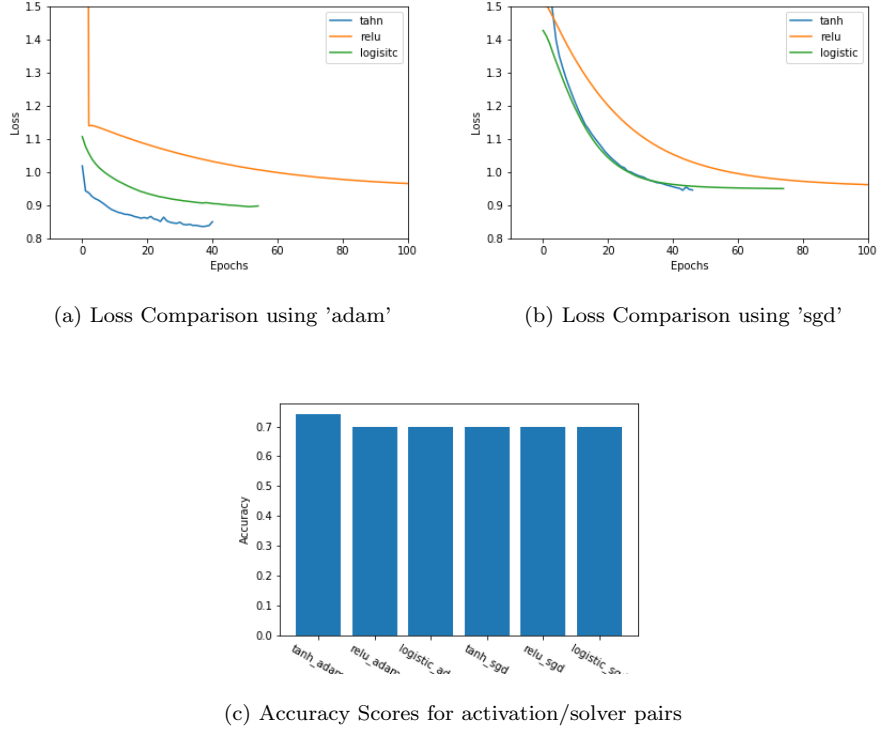 1.5
1.4
1.3
1.2
1.1
1.0
0.9
0.8
Loss
tahn
relu
logisitc
0 20 40 60 80 100
Epochs
(a) Loss Comparison using 'adam'
1.5
1.4
1.3
1.2
1.1
1.0
0.9
0.8
Loss
tanh
relu
logistic
0 20 40 60 80 100
Epochs
(b) Loss Comparison using 'sgd'
0.7
0.6
0.5
0.4
0.3
0.2
0.1
0.0
Accuracy
tanh_adam
relu_adam
logistic_ad
tanh_sgd
relu_sgd
logistic_sg
(c) Accuracy Scores for activation/solver pairs